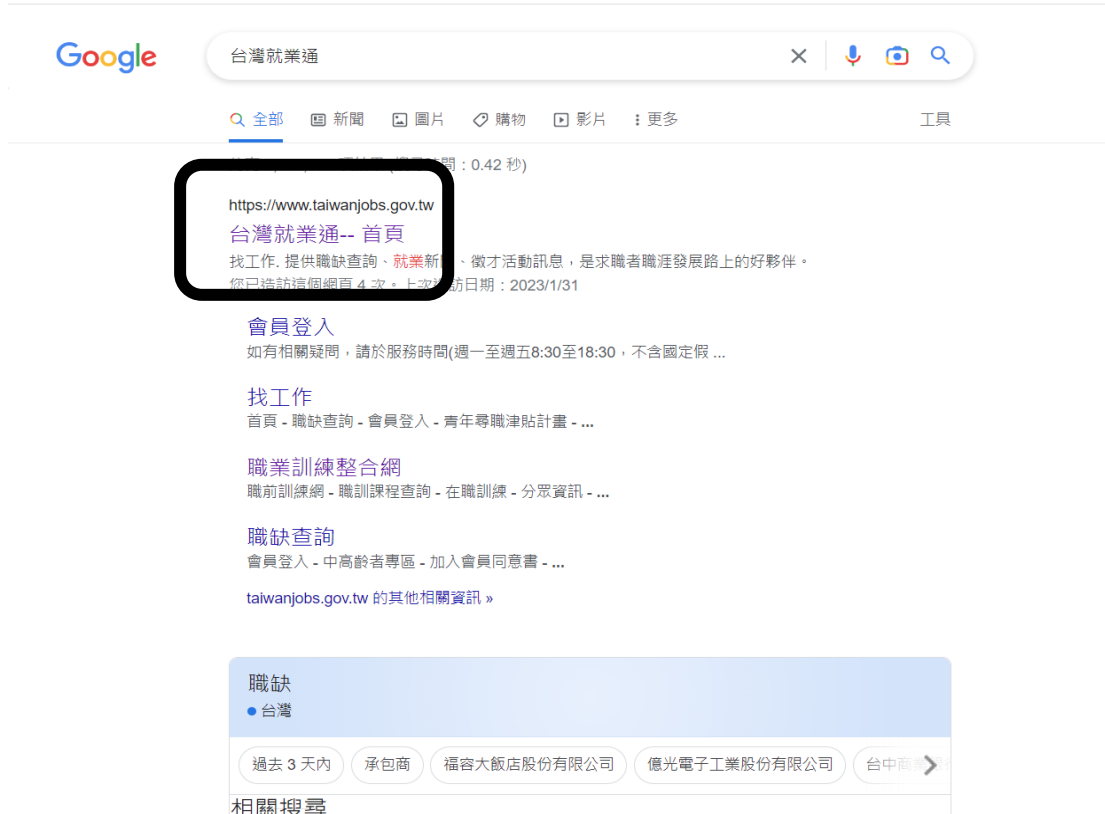 Google
台灣就業通
全部 新聞 圖片 購物 影片 更多 工具
：0.42 秒)
https://www.taiwanjobs.gov.tw
台灣就業通-- 首頁
找工作. 提供職缺查詢、就業新 、徵才活動訊息，是求職者職涯發展路上的好夥伴。
您已造訪這個網頁 4 次。上次 訪日期：2023/1/31
會員登入
如有相關疑問，請於服務時間(週一至週五8:30至18:30，不含國定假 ...
找工作
首頁 - 職缺查詢 - 會員登入 - 青年尋職津貼計畫 - ...
職業訓練整合網
職前訓練網 - 職訓課程查詢 - 在職訓練 - 分眾資訊 - ...
職缺查詢
會員登入 - 中高齡者專區 - 加入會員同意書 - ...
taiwanjobs.gov.tw 的其他相關資訊 »
職缺
台灣
過去 3 天內 承包商 福容大飯店股份有限公司 億光電子工業股份有限公司 台中商
相關搜尋